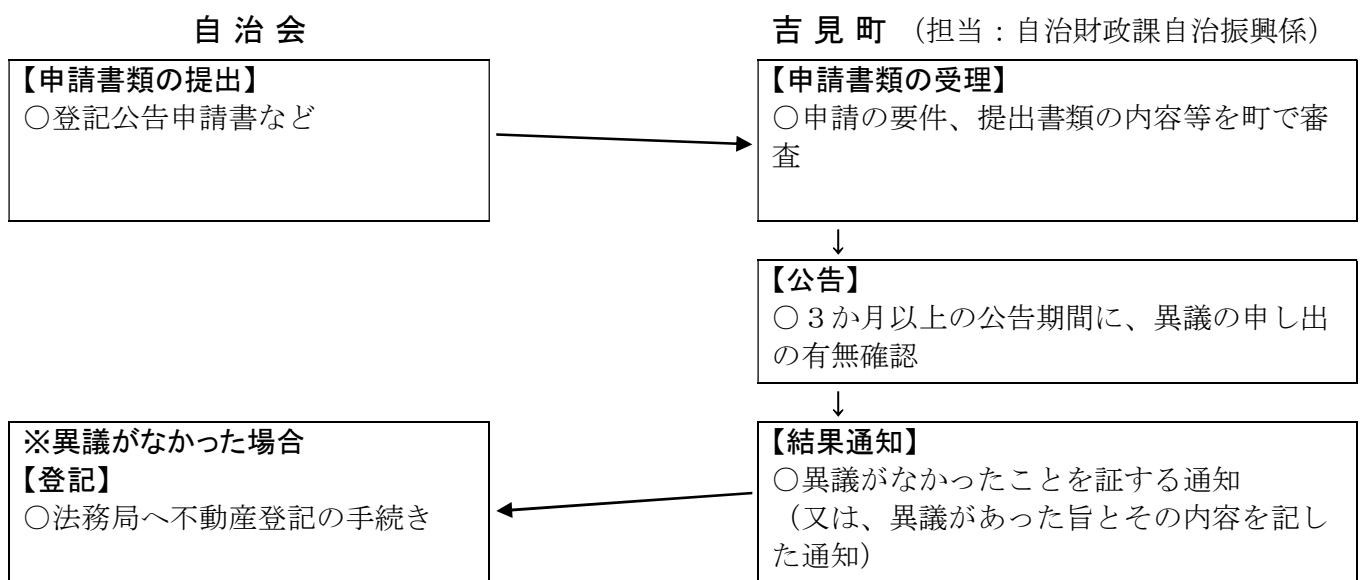 自 治 会
吉 見 町 （担当：自治財政課自治振興係）
【申請書類の提出】
○登記公告申請書など
【申請書類の受理】
○申請の要件、提出書類の内容等を町で審
査
↓
【公告】
○３か月以上の公告期間に、異議の申し出
の有無確認
↓
※異議がなかった場合
【登記】
○法務局へ不動産登記の手続き
【結果通知】
○異議がなかったことを証する通知
（又は、異議があった旨とその内容を記し
た通知）